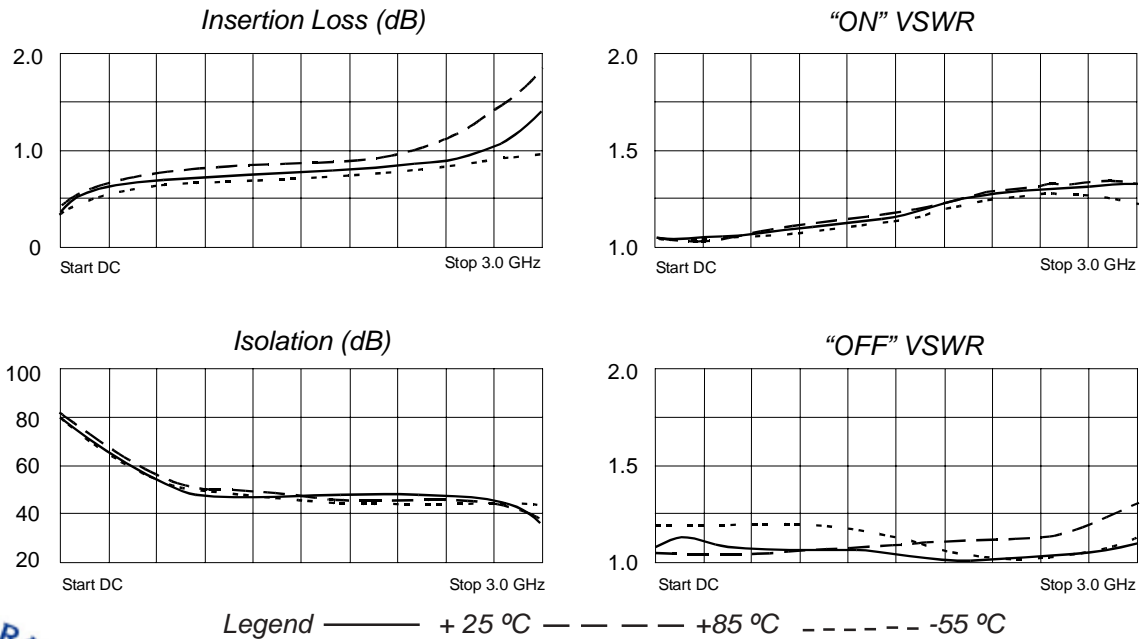 Insertion Loss (dB)
2.0
1.0
0
Start DC
Stop 3.0 GHz
“ON” VSWR
2.0
1.5
1.0
Start DC
Stop 3.0 GHz
Isolation (dB)
100
80
60
40
20
Start DC
Stop 3.0 GHz
“OFF” VSWR
2.0
1.5
1.0
Start DC
Stop 3.0 GHz
Legend + 25 ºC +85 ºC -55 ºC